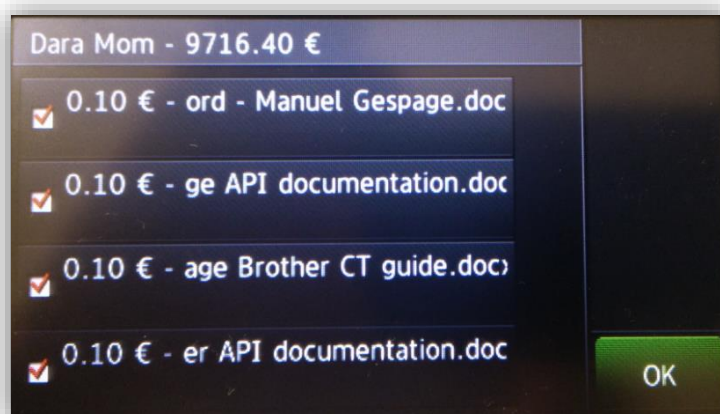 Dara Mom - 9716.40 €
0.10 € - ord - Manuel Gespage.doc
0.10 € - ge API documentation.doc
0.10 € - age Brother CT guide.docx
0.10 € - er API documentation.doc
OK